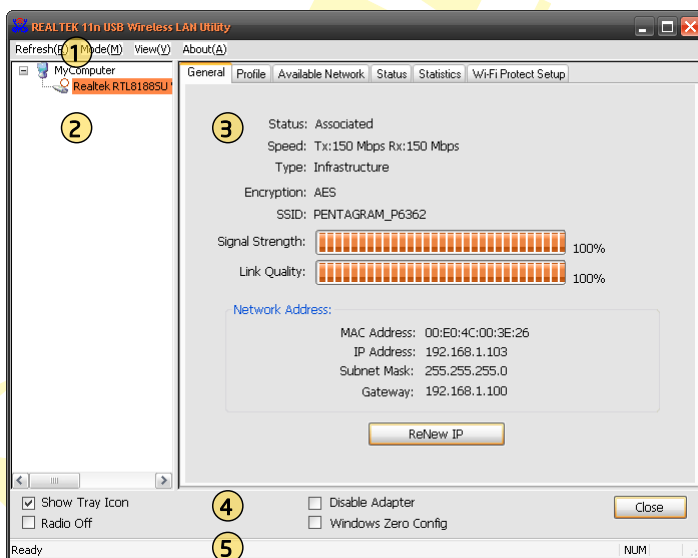 REALTEK 11n USB Wireless LAN Utility
Refresh(R) Mode(M) View(V) About(A)
1
MyComputer
Realtek RTL8188SU
2
General Profile Available Network Status Statistics Wi-Fi Protect Setup
3
Status: Associated
Speed: Tx:150 Mbps Rx:150 Mbps
Type: Infrastructure
Encryption: AES
SSID: PENTAGRAM_P6362
Signal Strength: 100%
Link Quality: 100%
Network Address:
MAC Address: 00:E0:4C:00:3E:26
IP Address: 192.168.1.103
Subnet Mask: 255.255.255.0
Gateway: 192.168.1.100
ReNew IP
Show Tray Icon
Radio Off
4
Disable Adapter
Windows Zero Config
Close
Ready
5
NUM